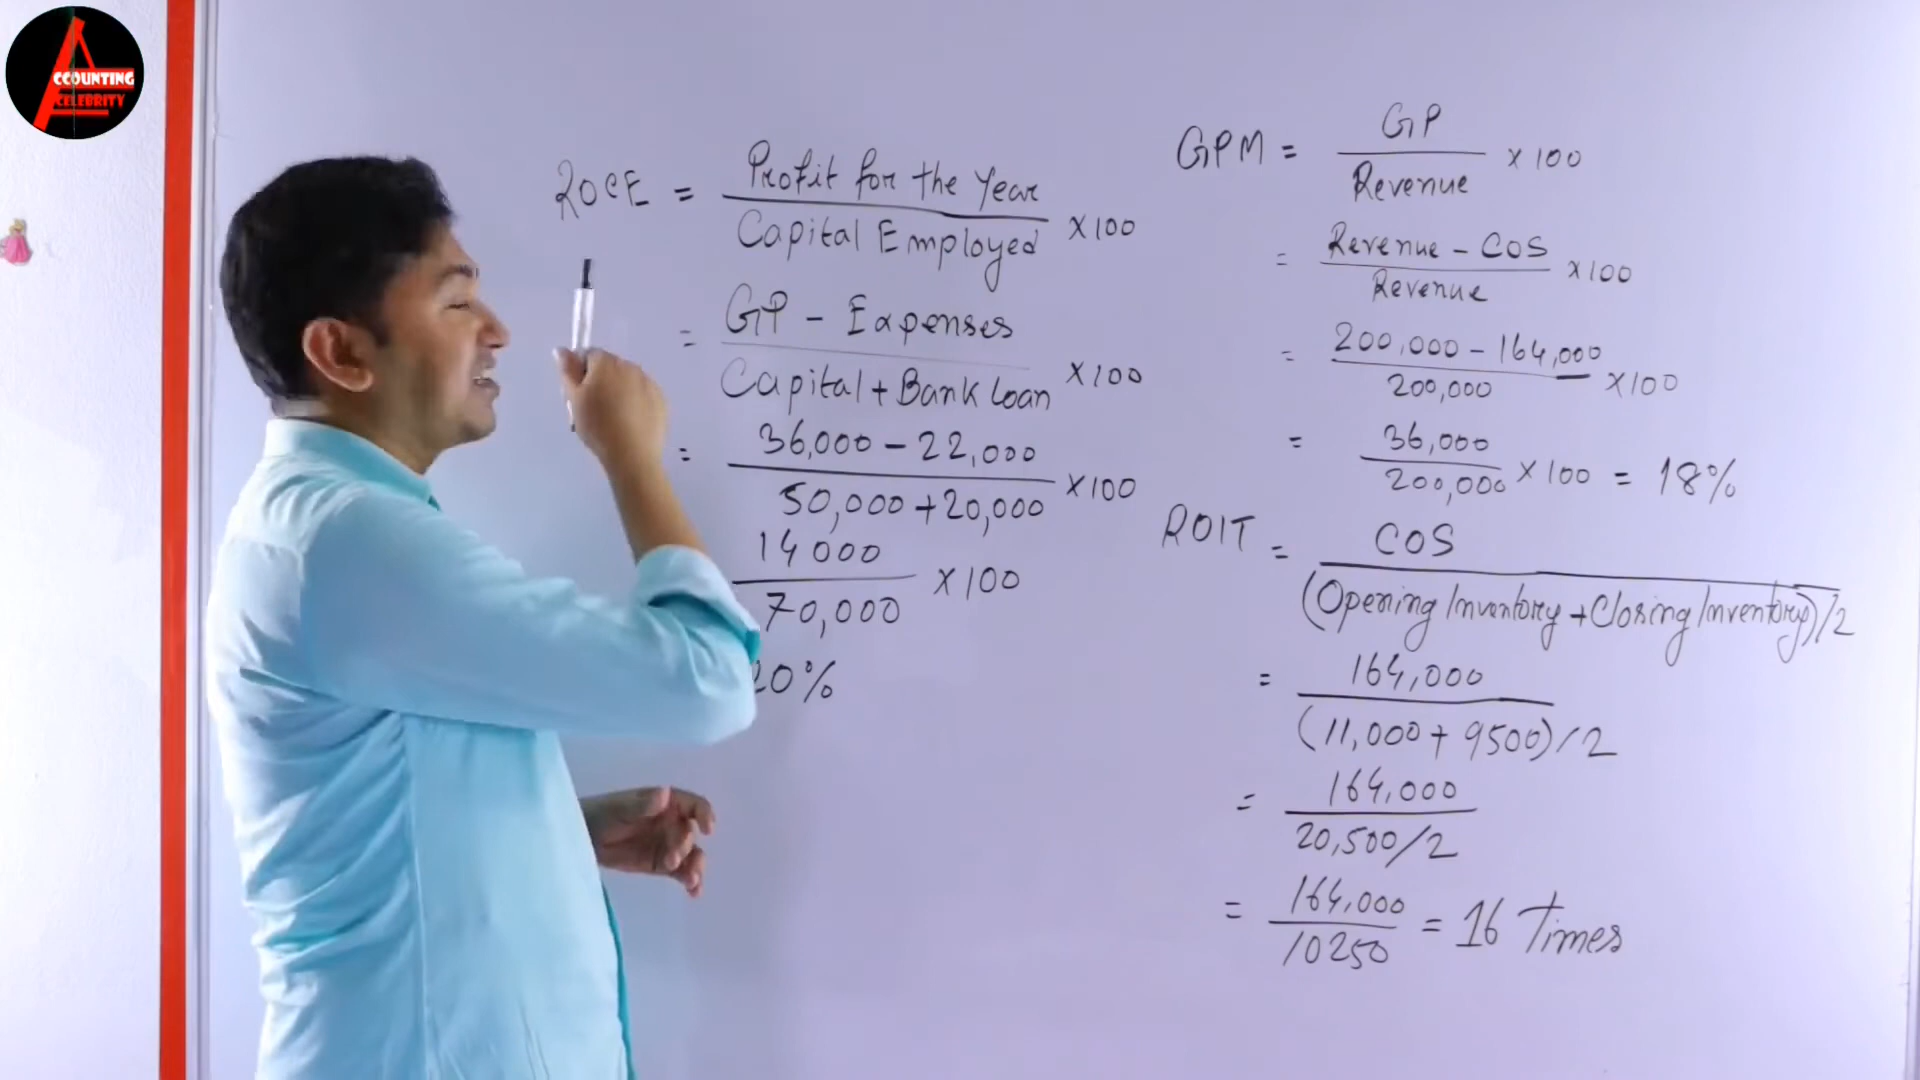 ACCOUNTING
CELEBRITY
ROCE = Profit for the Year / Capital Employed X100
= GP - Expenses / Capital + Bank Loan X100
= 36,000 - 22,000 / 50,000 + 20,000 X100
14000 / 70,000 X100
20%
GPM = GP / Revenue X100
= Revenue - COS / Revenue X100
= 200,000 - 164,000 / 200,000 X100
= 36,000 / 200,000 X100 = 18%
ROIT = COS / (Opening Inventory + Closing Inventory)/2
= 164,000 / (11,000 + 9500)/2
= 164,000 / 20,500/2
= 164,000 / 10250 = 16 Times